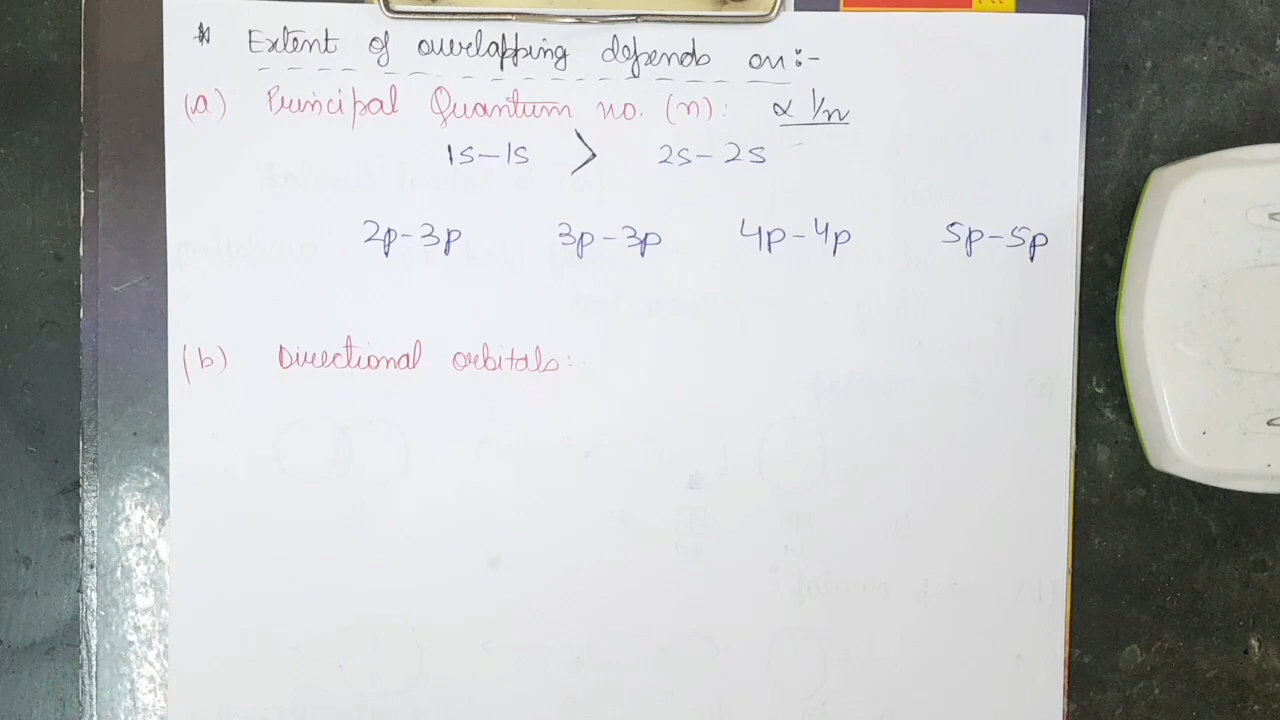 * Extent of overlapping depends on :-
(a) Principal Quantum no. (n): ∝ 1/n
1s-1s > 2s-2s
2p-3p 3p-3p 4p-4p 5p-5p
(b) Directional orbitals: